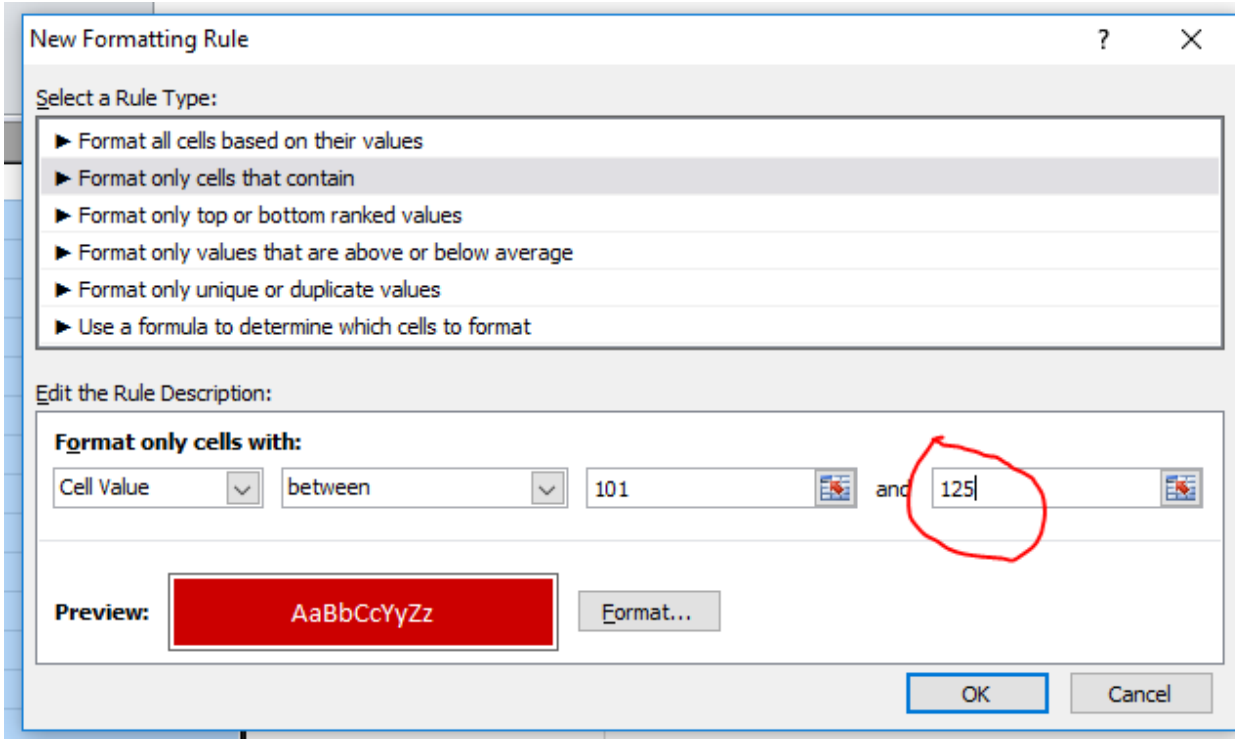 New Formatting Rule ? ×
Select a Rule Type:
► Format all cells based on their values
► Format only cells that contain
► Format only top or bottom ranked values
► Format only values that are above or below average
► Format only unique or duplicate values
► Use a formula to determine which cells to format
Edit the Rule Description:
Format only cells with:
Cell Value between 101 and 125
Preview: AaBbCcYyZz Format...
OK Cancel